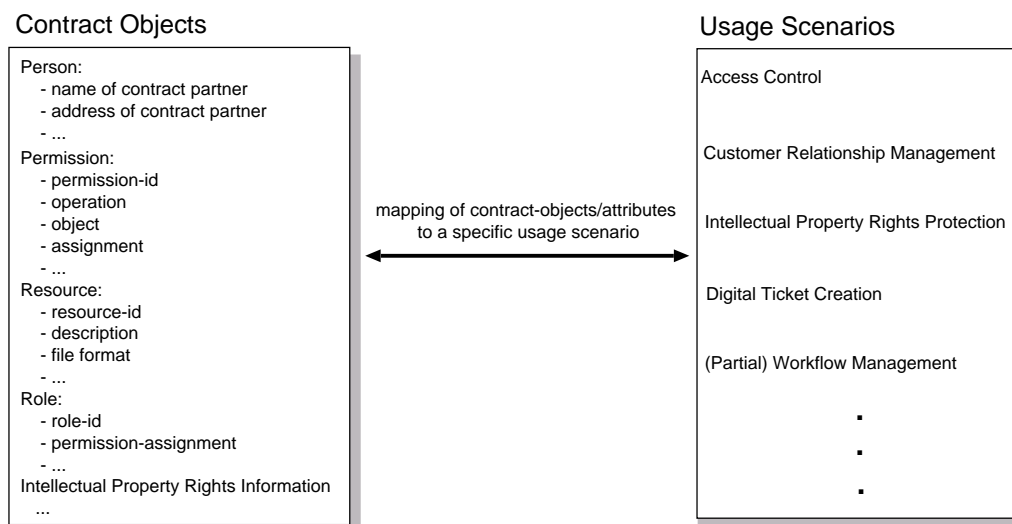 Contract Objects
Person:
- name of contract partner
- address of contract partner
- ...
Permission:
- permission-id
- operation
- object
- assignment
- ...
Resource:
- resource-id
- description
- file format
- ...
Role:
- role-id
- permission-assignment
- ...
Intellectual Property Rights Information
...
mapping of contract-objects/attributes
to a specific usage scenario
Usage Scenarios
Access Control
Customer Relationship Management
Intellectual Property Rights Protection
Digital Ticket Creation
(Partial) Workflow Management
.
.
.